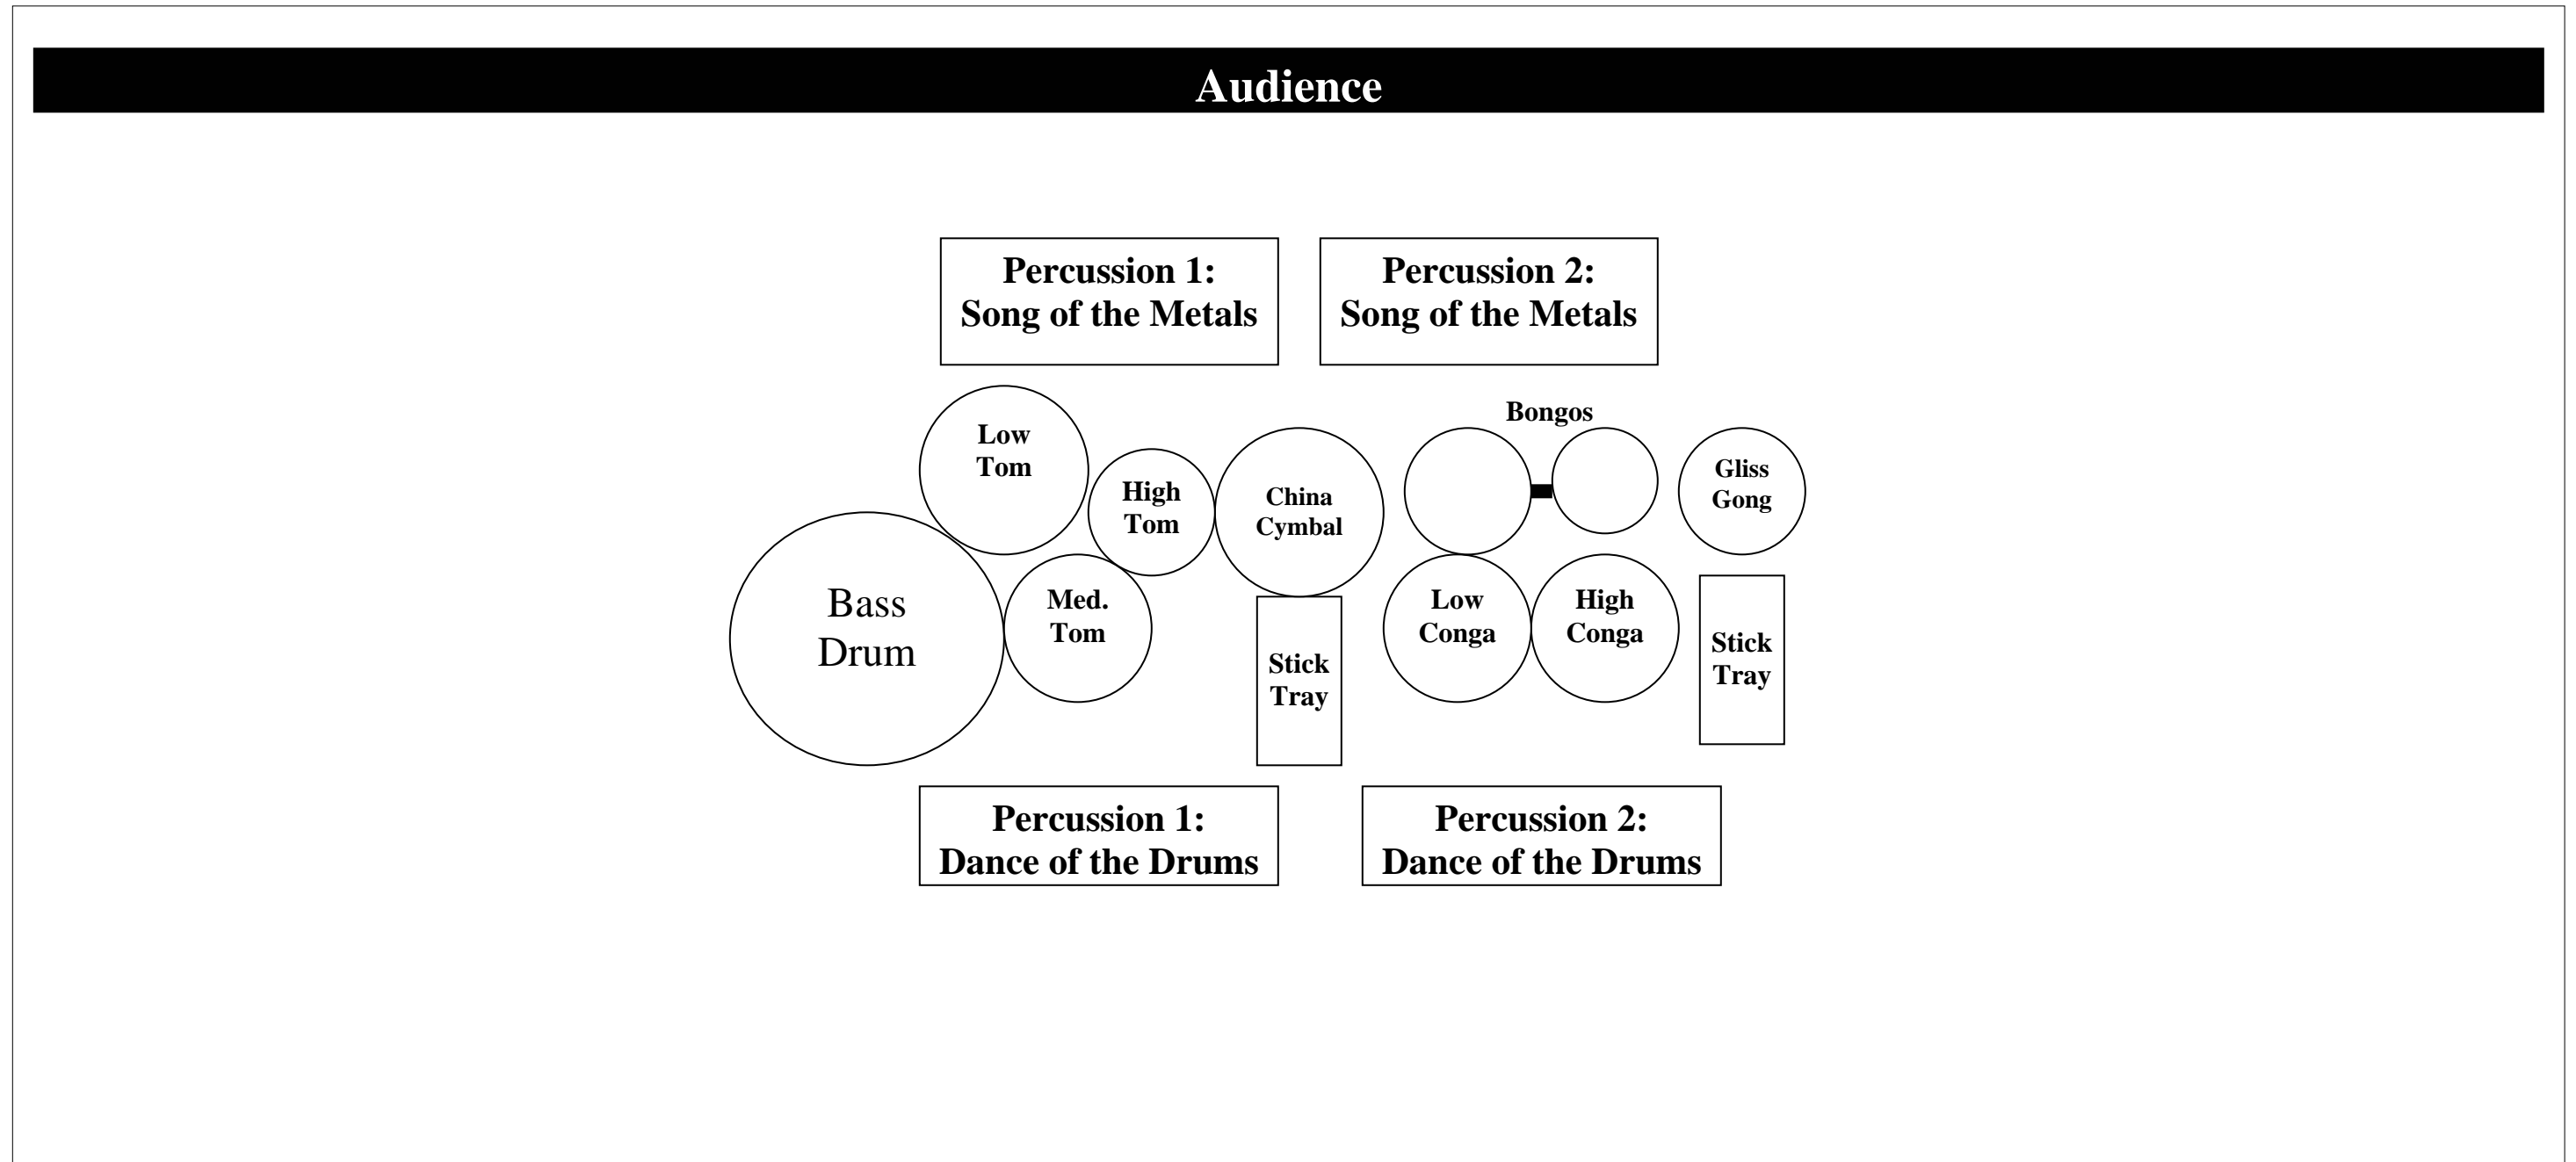 Audience
Percussion 1:
Song of the Metals
Percussion 2:
Song of the Metals
Low
Tom
High
Tom
China
Cymbal
Bongos
Gliss
Gong
Bass
Drum
Med.
Tom
Stick
Tray
Low
Conga
High
Conga
Stick
Tray
Percussion 1:
Dance of the Drums
Percussion 2:
Dance of the Drums